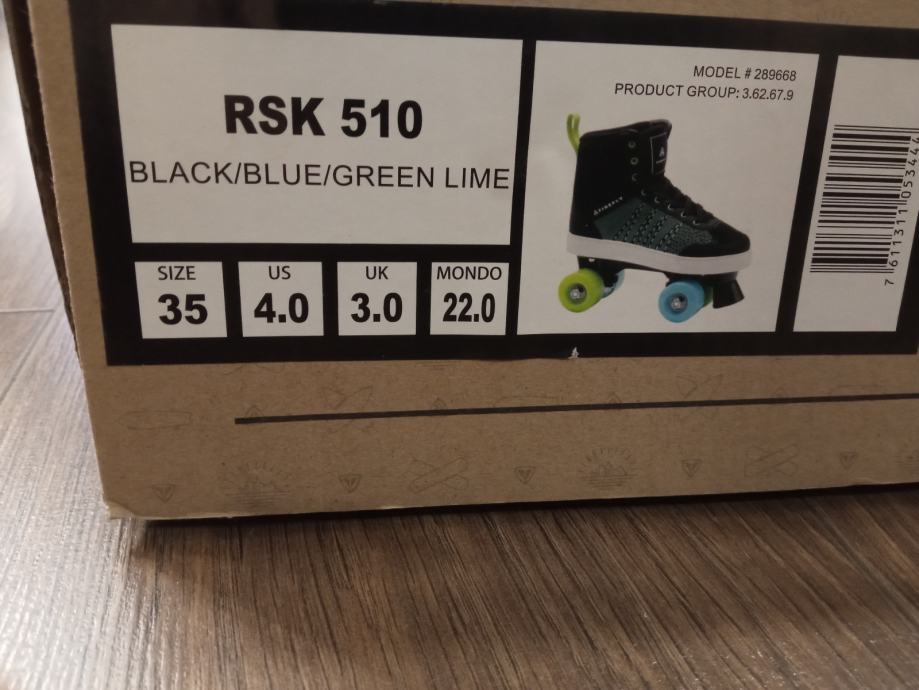 RSK 510
BLACK/BLUE/GREEN LIME
SIZE
35
US
4.0
UK
3.0
MONDO
22.0
MODEL # 289668
PRODUCT GROUP: 3.62.67.9
FIREFLY